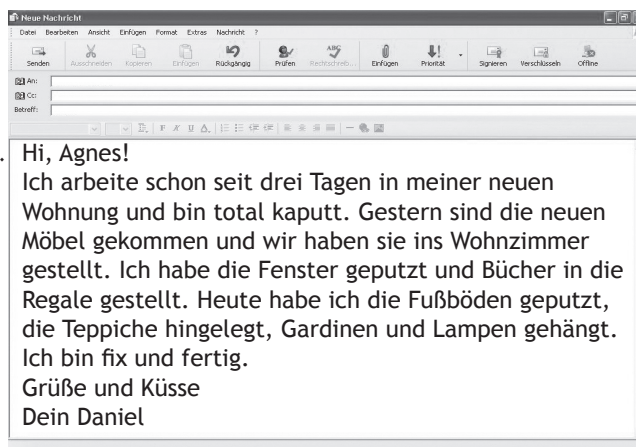 Neue Nachricht
Datei Bearbeiten Ansicht Einfügen Format Extras Nachricht ?
Senden Ausschneiden Kopieren Einfügen Rückgängig Prüfen Rechtschreib... Einfügen Priorität Signieren Verschlüsseln Offline
An:
Cc:
Betreff:
. Hi, Agnes!
Ich arbeite schon seit drei Tagen in meiner neuen
Wohnung und bin total kaputt. Gestern sind die neuen
Möbel gekommen und wir haben sie ins Wohnzimmer
gestellt. Ich habe die Fenster geputzt und Bücher in die
Regale gestellt. Heute habe ich die Fußböden geputzt,
die Teppiche hingelegt, Gardinen und Lampen gehängt.
Ich bin fix und fertig.
Grüße und Küsse
Dein Daniel